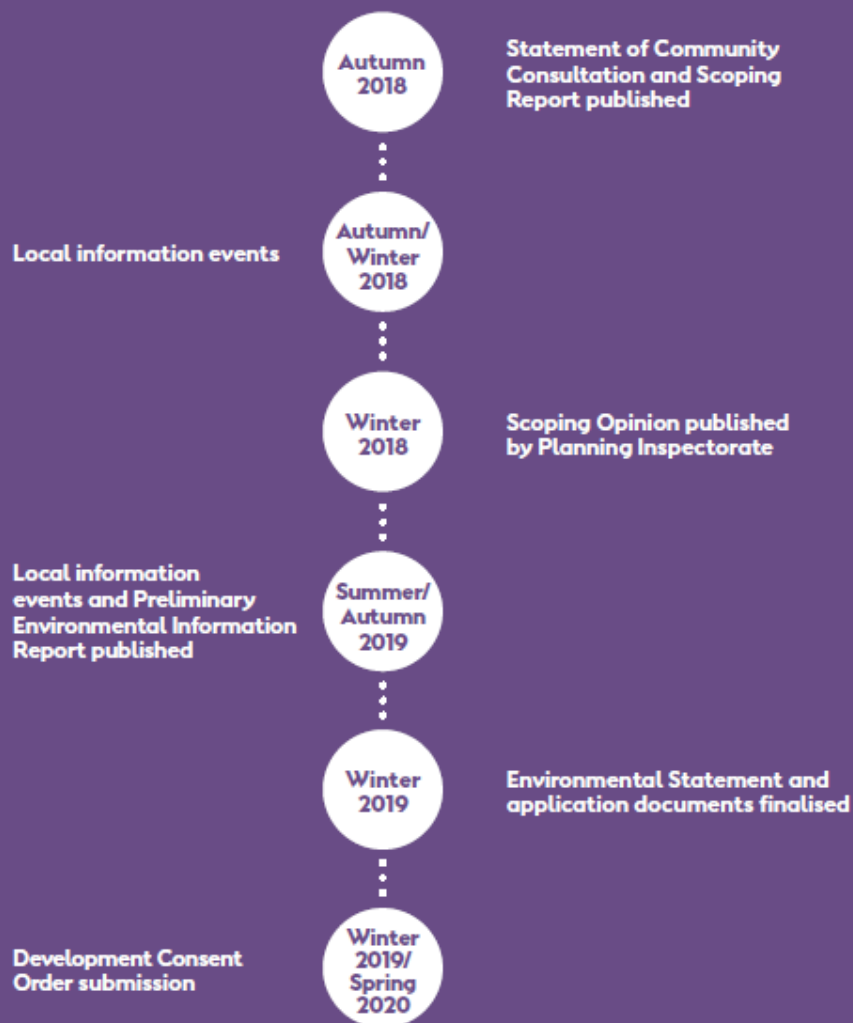 Autumn
2018
Statement of Community
Consultation and Scoping
Report published
Local information events
Autumn/
Winter
2018
Winter
2018
Scoping Opinion published
by Planning Inspectorate
Local information
events and Preliminary
Environmental Information
Report published
Summer/
Autumn
2019
Winter
2019
Environmental Statement and
application documents finalised
Development Consent
Order submission
Winter
2019/
Spring
2020